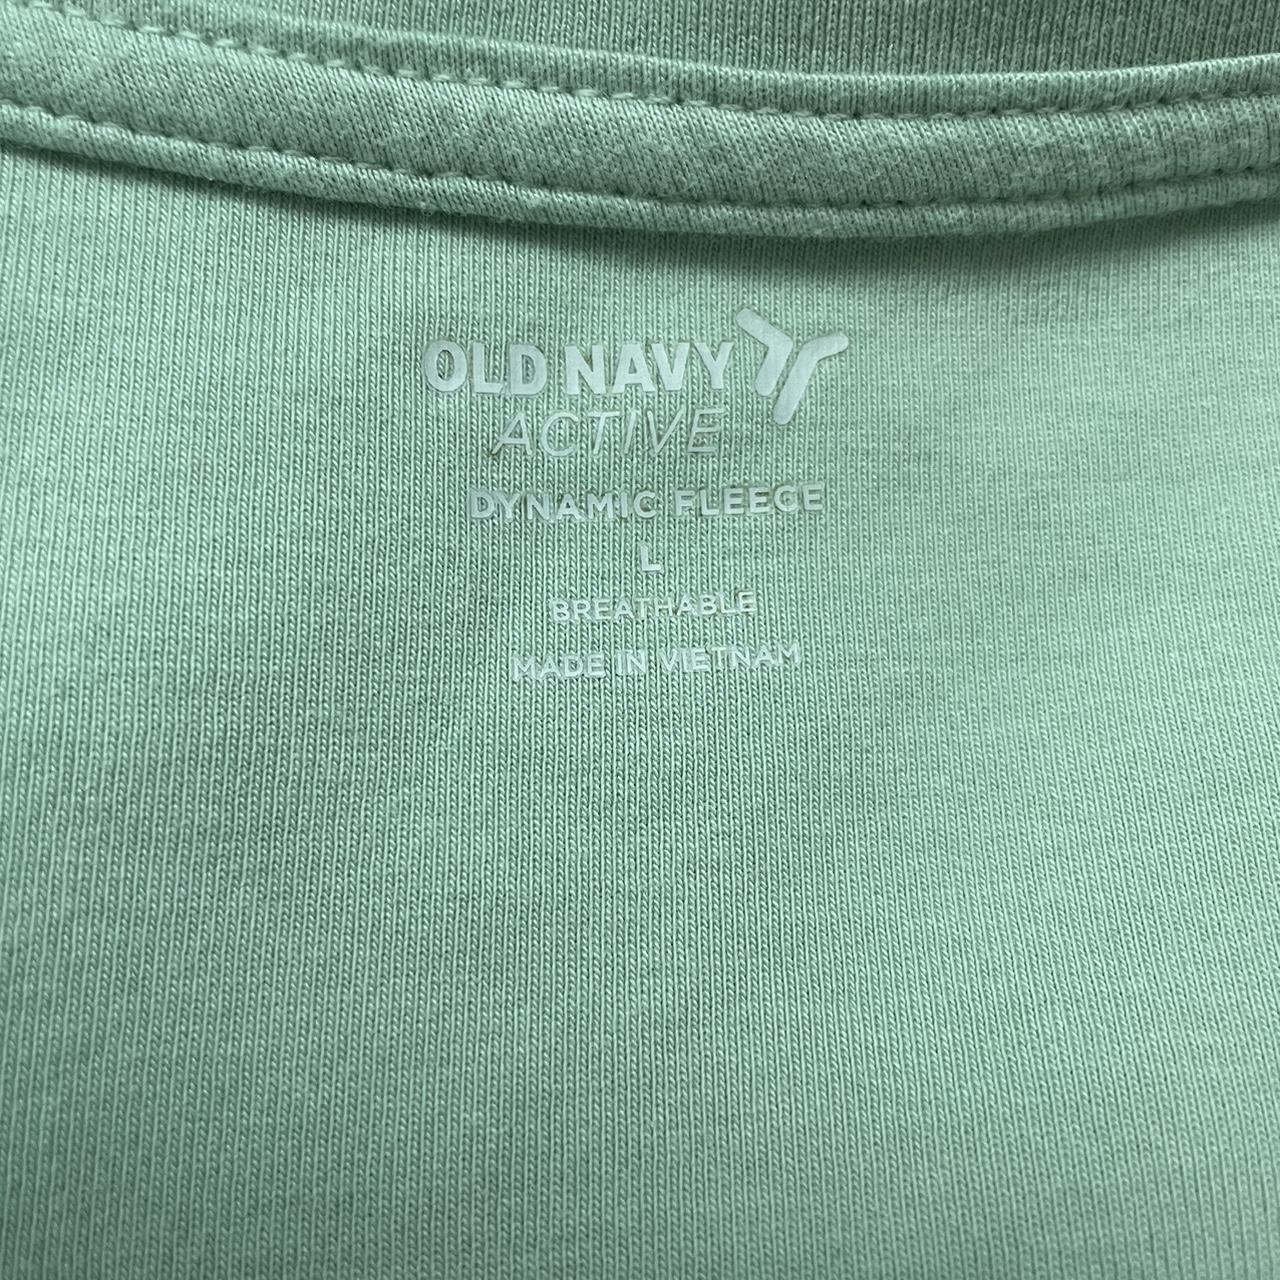 OLD NAVY
ACTIVE
DYNAMIC FLEECE
L
BREATHABLE
MADE IN VIETNAM